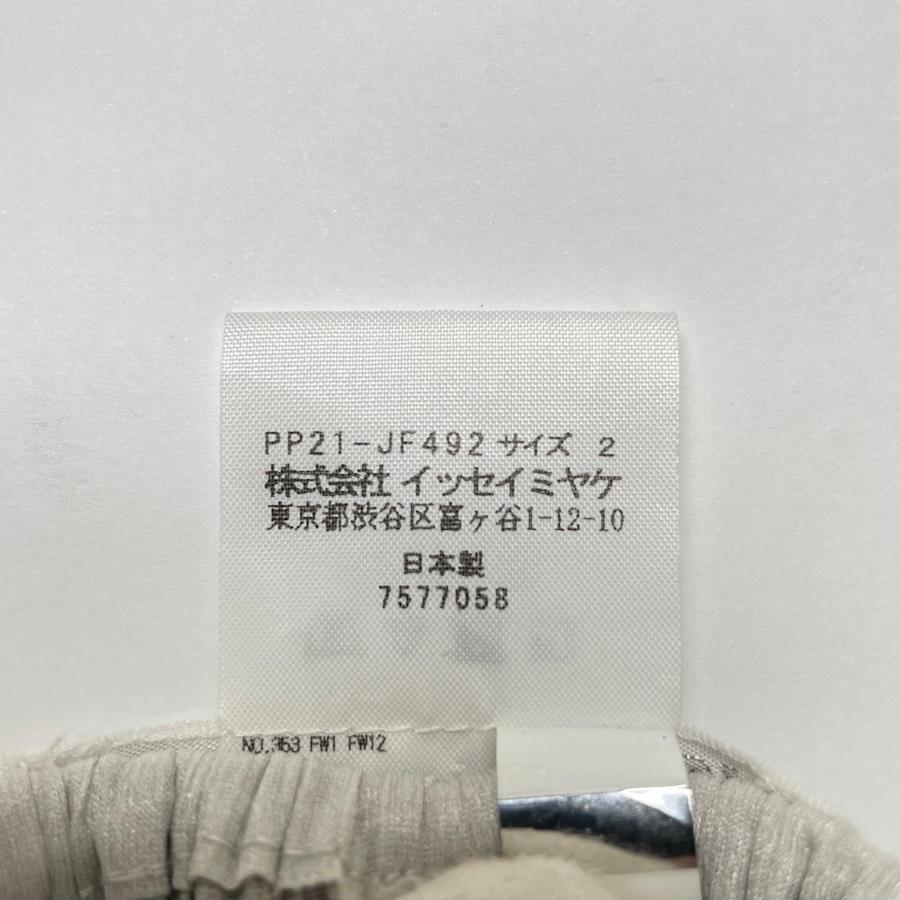 PP21-JF492 サイズ 2
株式会社 イッセイミヤケ
東京都渋谷区富ヶ谷1-12-10
日本製
7577058
NO.353 FW1 FW12